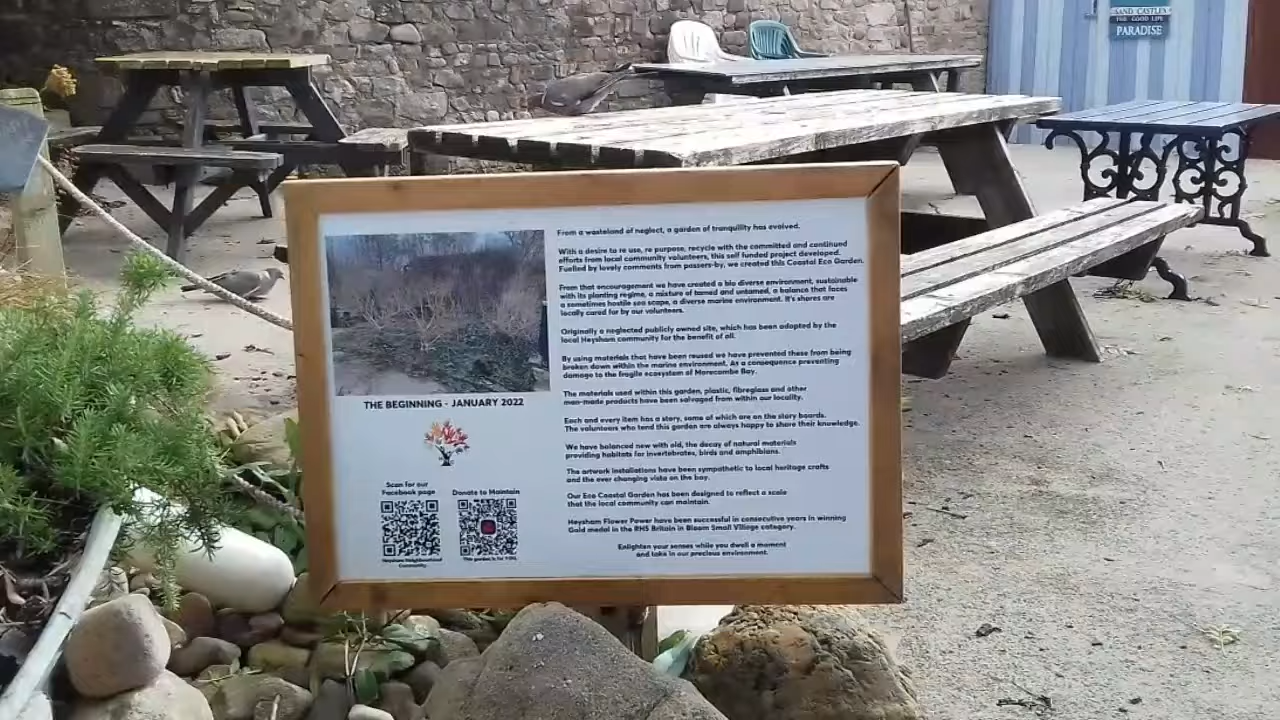 SAND CASTLES
THE GOOD LIFE
PARADISE
From a wasteland of neglect, a garden of tranquility has evolved.
With a desire to re use, re purpose, recycle with the committed and continued
efforts from local community volunteers, this self funded project developed.
Fuelled by lovely comments from passers-by, we created this Coastal Eco Garden.
From that encouragement we have created a bio diverse environment, sustainable
with its planting regime, a mixture of tamed and untamed, a balance that faces
a sometimes hostile sea scape, a diverse marine environment. It's shores are
locally cared for by our volunteers.
Originally a neglected publicly owned site, which has been adopted by the
local Heysham community for the benefit of all.
By using materials that have been reused we have prevented these from being
broken down within the marine environment. As a consequence preventing
damage to the fragile ecosystem of Morecambe Bay.
The materials used within this garden, plastic, fibreglass and other
man-made products have been salvaged from within our locality.
Each and every item has a story, some of which are on the story boards.
The volunteers who tend this garden are always happy to share their knowledge.
We have balanced new with old, the decay of natural materials
providing habitats for invertebrates, birds and amphibians.
The artwork installations have been sympathetic to local heritage crafts
and the ever changing vista on the bay.
Our Eco Coastal Garden has been designed to reflect a scale
that the local community can maintain.
Heysham Flower Power have been successful in consecutive years in winning
Gold medal in the RHS Britain in Bloom Small Village category.
Enlighten your senses while you dwell a moment
and take in our precious environment.
THE BEGINNING - JANUARY 2022
Scan for our
Facebook page
Heysham Neighbourhood
Community.
Donate to Maintain
This garden is for YOU.